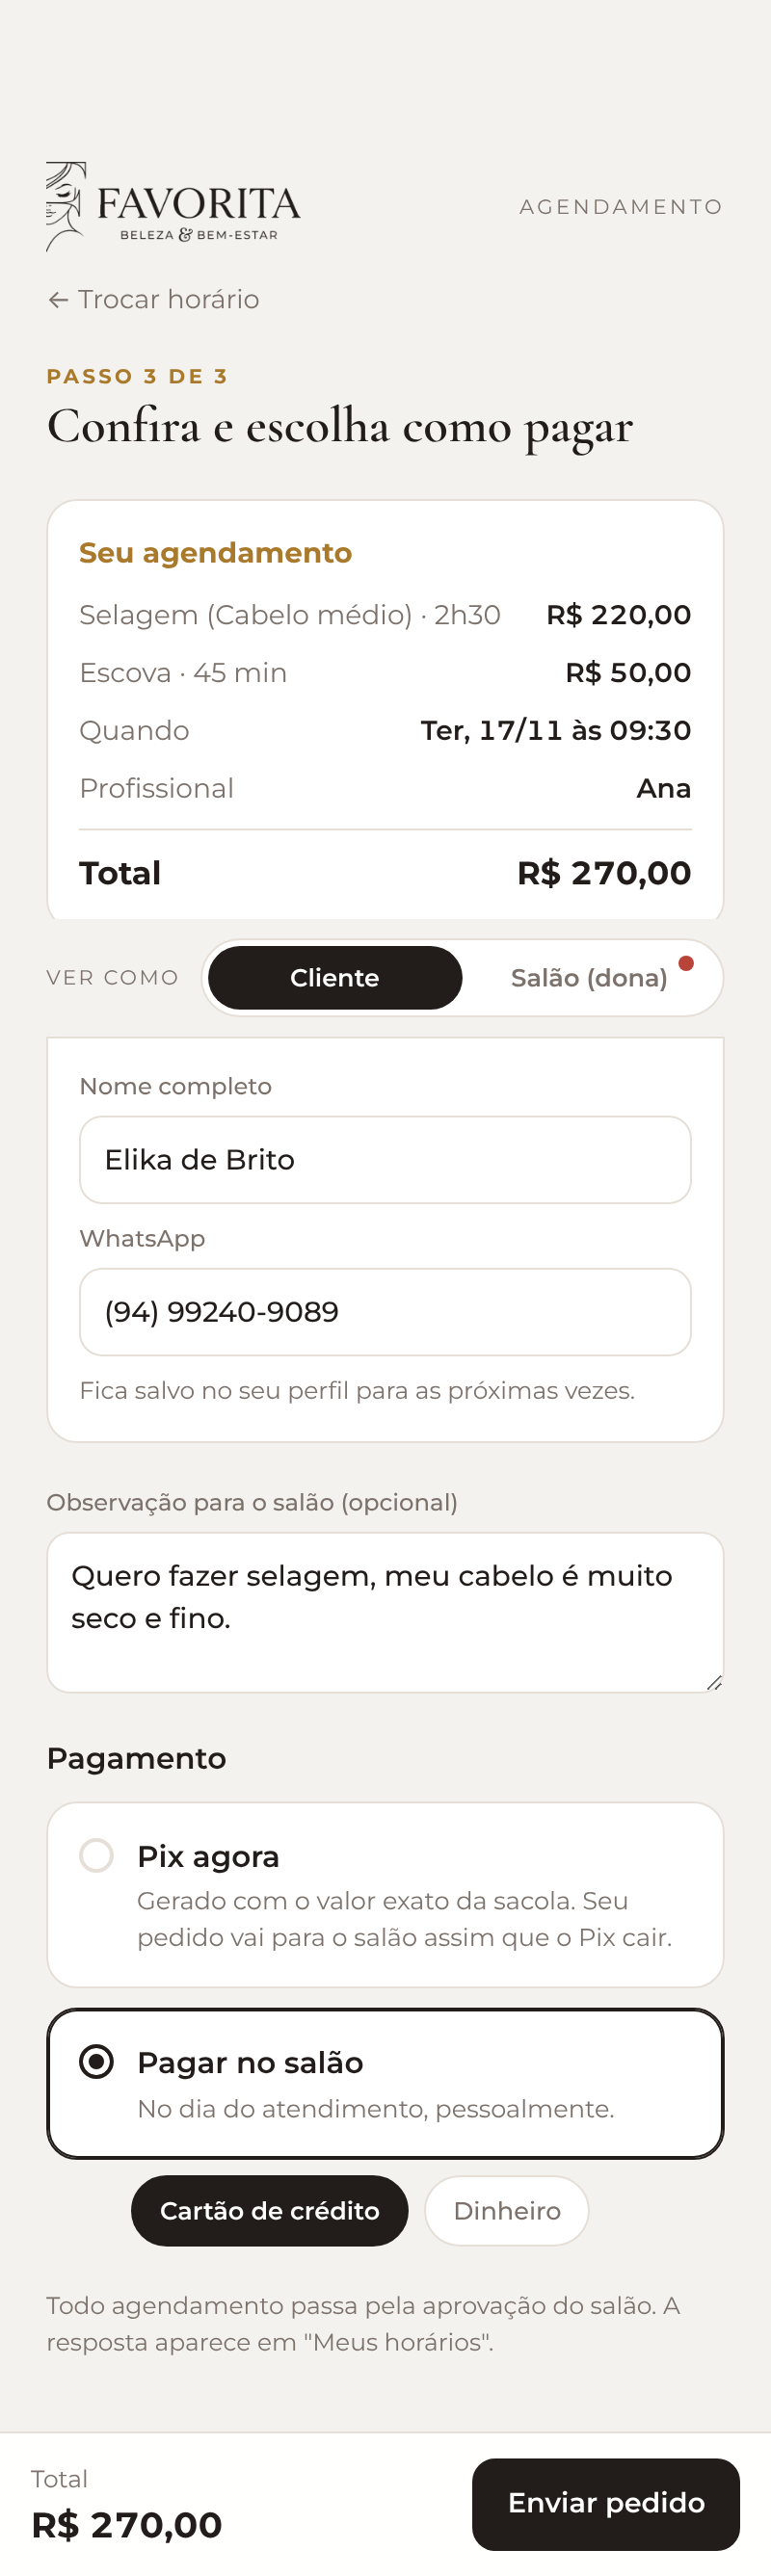 FAVORITA
BELEZA & BEM-ESTAR
AGENDAMENTO
← Trocar horário
PASSO 3 DE 3
Confira e escolha como pagar
Seu agendamento
Selagem (Cabelo médio) · 2h30 R$ 220,00
Escova · 45 min R$ 50,00
Quando Ter, 17/11 às 09:30
Profissional Ana
Total R$ 270,00
VER COMO Cliente Salão (dona)
Nome completo
Elika de Brito
WhatsApp
(94) 99240-9089
Fica salvo no seu perfil para as próximas vezes.
Observação para o salão (opcional)
Quero fazer selagem, meu cabelo é muito
seco e fino.
Pagamento
Pix agora
Gerado com o valor exato da sacola. Seu
pedido vai para o salão assim que o Pix cair.
Pagar no salão
No dia do atendimento, pessoalmente.
Cartão de crédito Dinheiro
Todo agendamento passa pela aprovação do salão. A
resposta aparece em "Meus horários".
Total
R$ 270,00
Enviar pedido